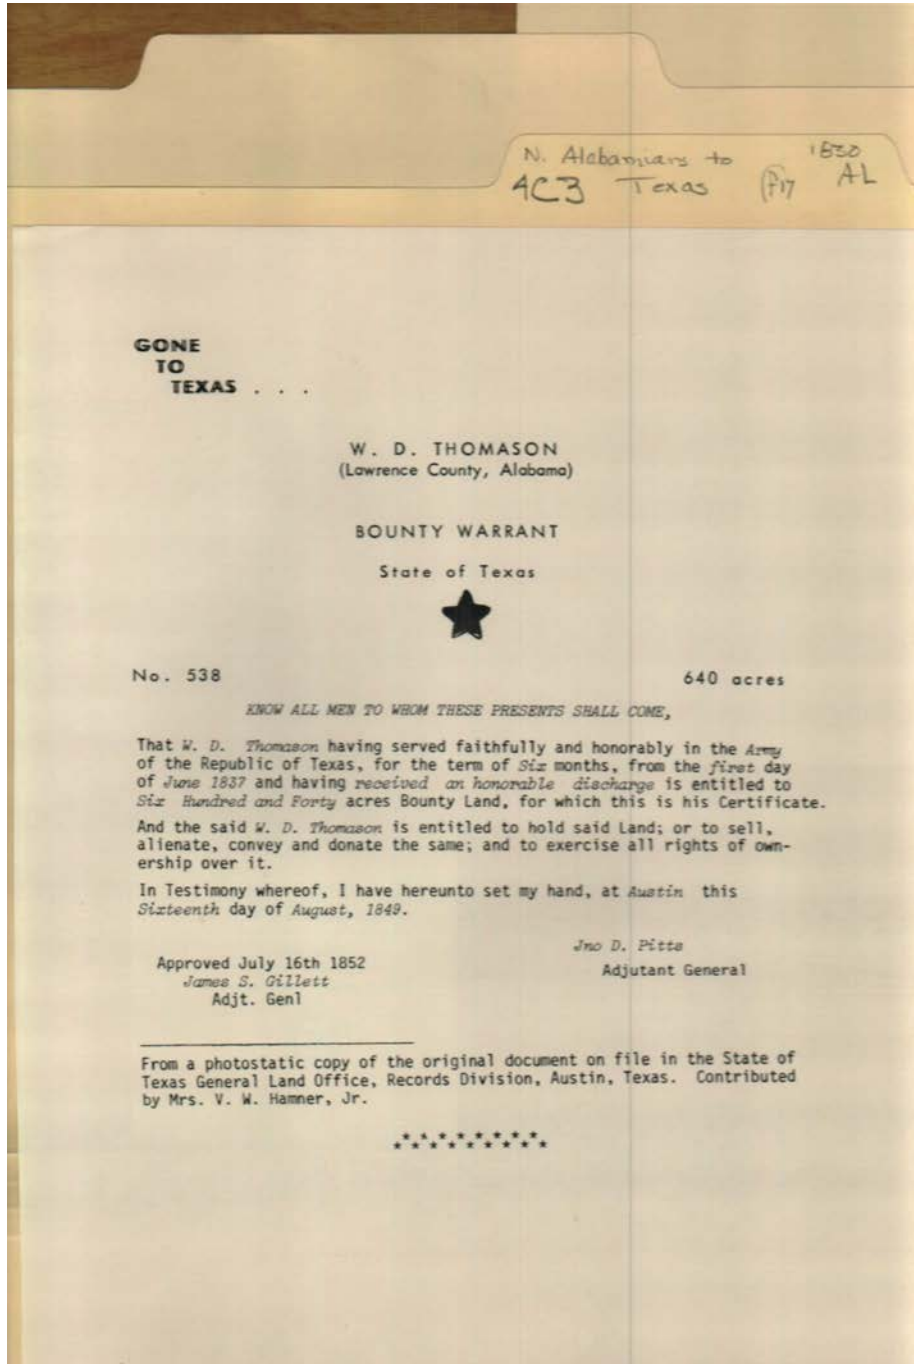 N. Alabamians to 1830
4C3 Texas P17 AL
GONE
TO
TEXAS . . .
W. D. THOMASON
(Lawrence County, Alabama)
BOUNTY WARRANT
State of Texas
No. 538 640 acres
KNOW ALL MEN TO WHOM THESE PRESENTS SHALL COME,
That W. D. Thomason having served faithfully and honorably in the Army
of the Republic of Texas, for the term of Six months, from the first day
of June 1837 and having received an honorable discharge is entitled to
Six Hundred and Forty acres Bounty Land, for which this is his Certificate.
And the said W. D. Thomason is entitled to hold said Land; or to sell,
alienate, convey and donate the same; and to exercise all rights of own-
ership over it.
In Testimony whereof, I have hereunto set my hand, at Austin this
Sixteenth day of August, 1849.
Jno D. Pitts
Adjutant General
Approved July 16th 1852
James S. Gillett
Adjt. Genl
From a photostatic copy of the original document on file in the State of
Texas General Land Office, Records Division, Austin, Texas. Contributed
by Mrs. V. W. Hamner, Jr.